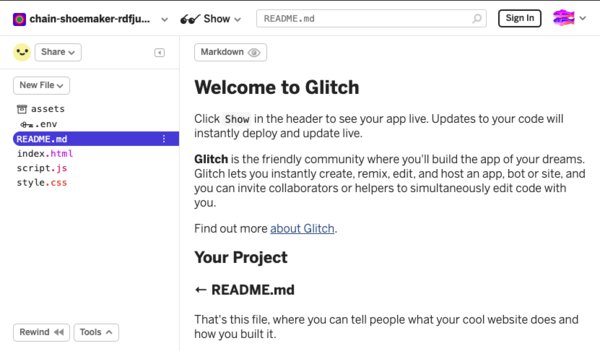 chain-shoemaker-rdfju... Show README.md Sign In
Share Markdown
New File
assets
.env
README.md
index.html
script.js
style.css
Rewind Tools
Welcome to Glitch
Click Show in the header to see your app live. Updates to your code will
instantly deploy and update live.
Glitch is the friendly community where you'll build the app of your dreams.
Glitch lets you instantly create, remix, edit, and host an app, bot or site, and
you can invite collaborators or helpers to simultaneously edit code with
you.
Find out more about Glitch.
Your Project
← README.md
That's this file, where you can tell people what your cool website does and
how you built it.